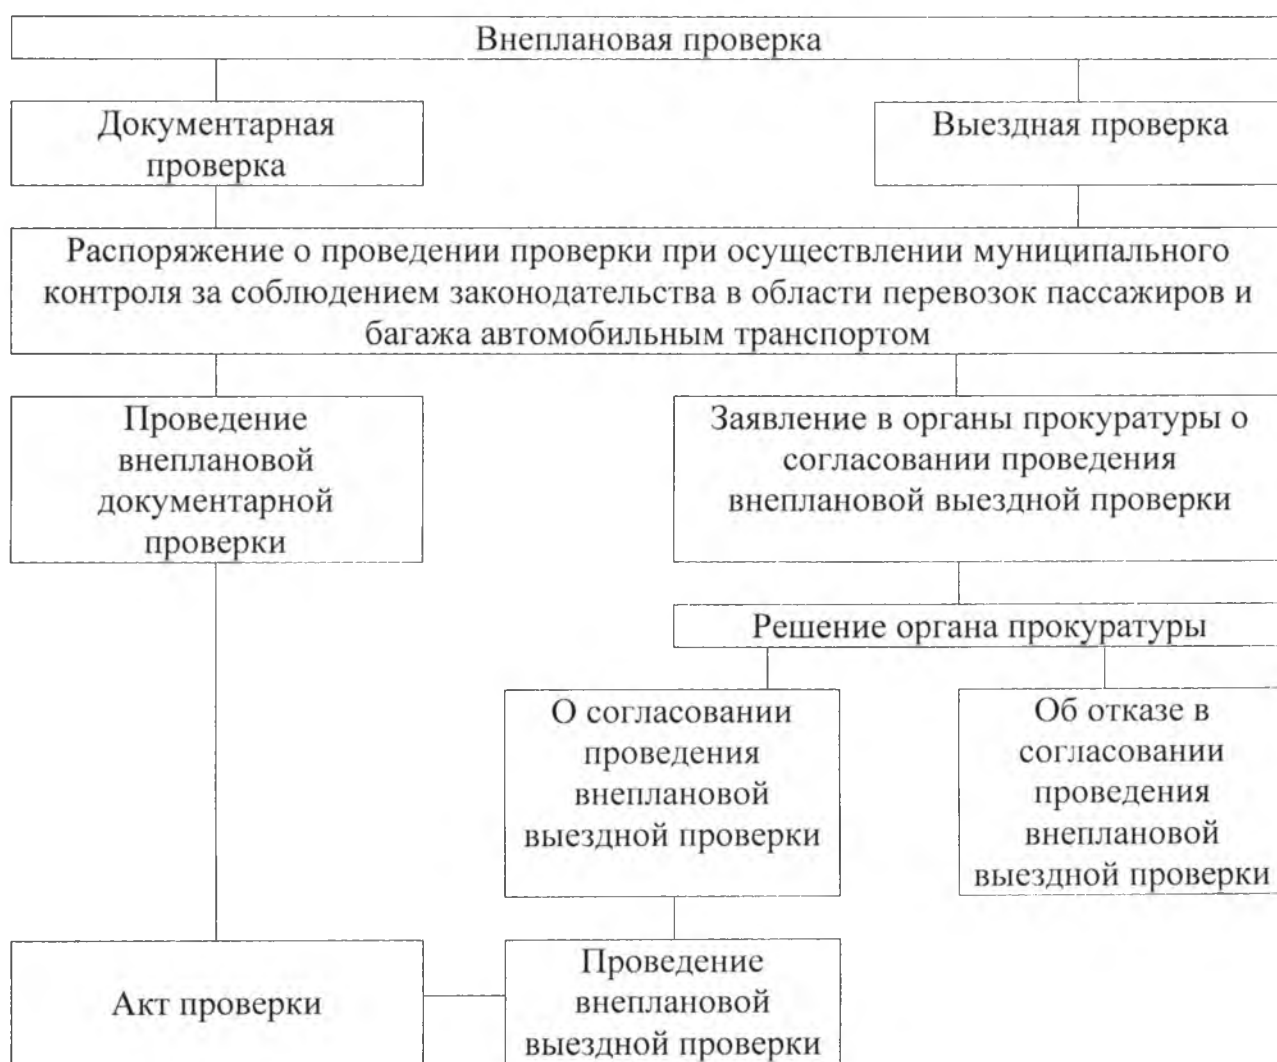 Внеплановая проверка
Документарная
проверка
Выездная проверка
Распоряжение о проведении проверки при осуществлении муниципального
контроля за соблюдением законодательства в области перевозок пассажиров и
багажа автомобильным транспортом
Проведение
внеплановой
документарной
проверки
Заявление в органы прокуратуры о
согласовании проведения
внеплановой выездной проверки
Решение органа прокуратуры
О согласовании
проведения
внеплановой
выездной проверки
Об отказе в
согласовании
проведения
внеплановой
выездной проверки
Акт проверки
Проведение
внеплановой
выездной проверки